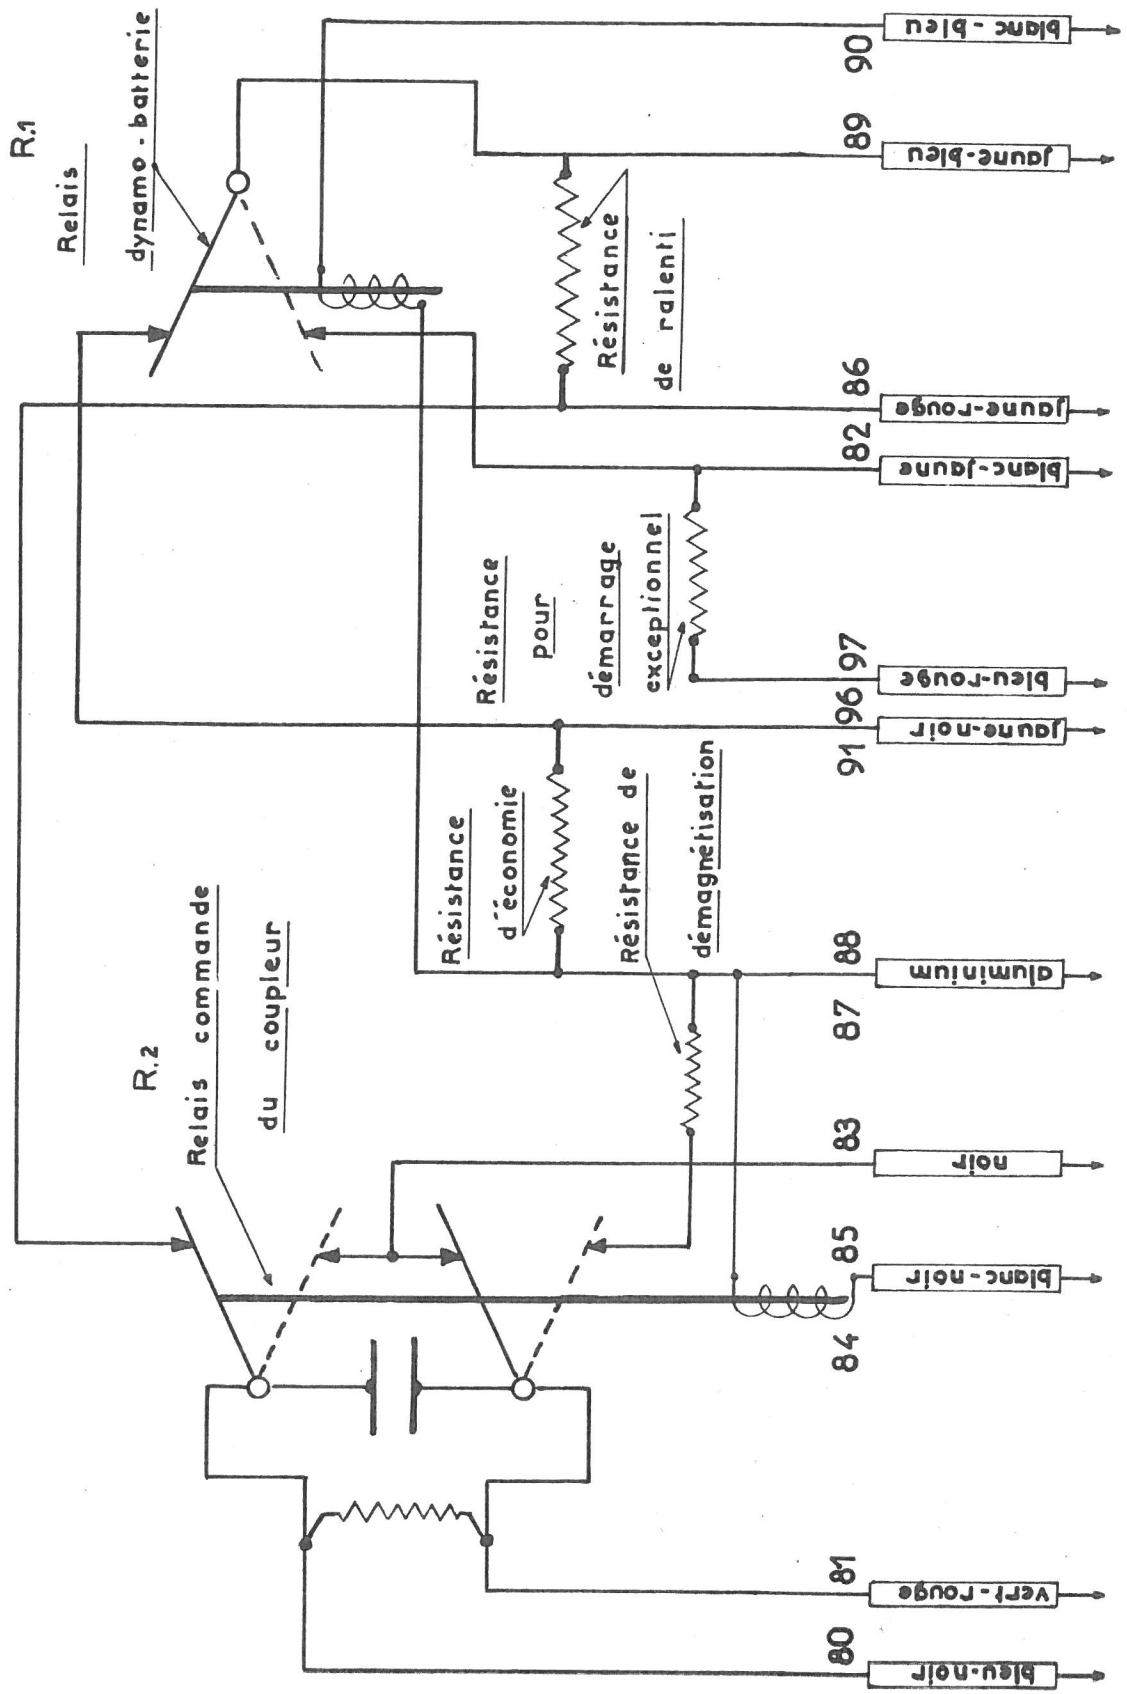 R.1
Relais
dynamo-batterie
Résistance
de ralenti
Résistance
pour
démarrage
exceptionnel
Résistance
d'économie
Résistance de
démagnétisation
R.2
Relais commande
du coupleur
80
81
84
85
83
87
88
91
96
97
82
86
89
90
bleu-noir
vert-rouge
blanc-noir
noir
aluminium
jaune-noir
bleu-rouge
blanc-jaune
jaune-rouge
jaune-bleu
blanc-bleu